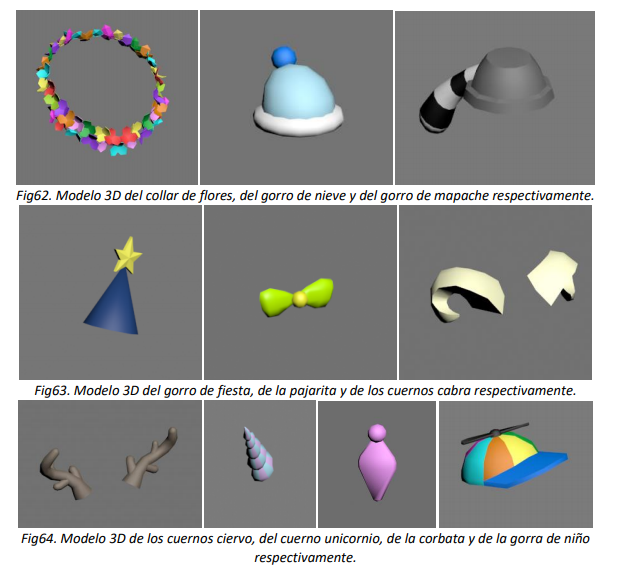 Fig62. Modelo 3D del collar de flores, del gorro de nieve y del gorro de mapache respectivamente.
Fig63. Modelo 3D del gorro de fiesta, de la pajarita y de los cuernos cabra respectivamente.
Fig64. Modelo 3D de los cuernos ciervo, del cuerno unicornio, de la corbata y de la gorra de niño
respectivamente.